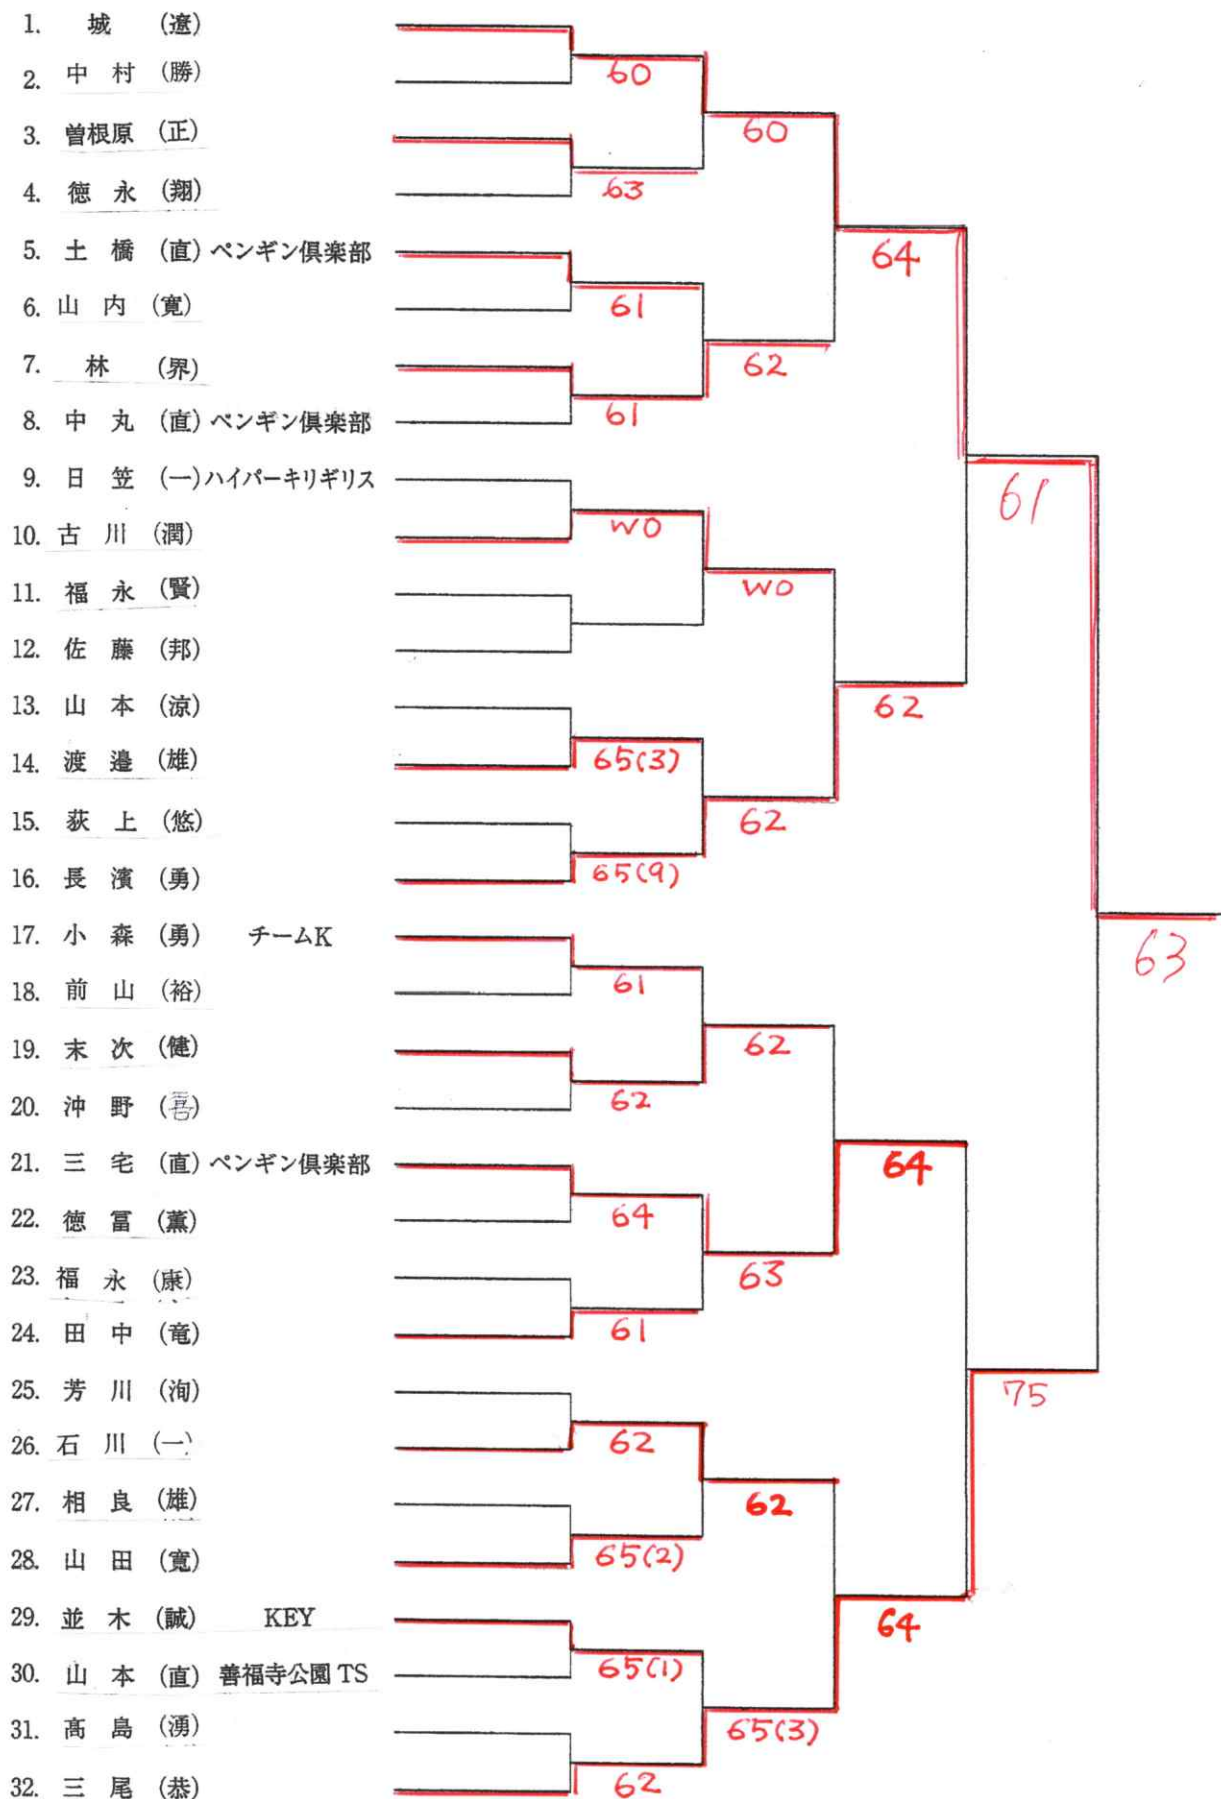 1. 城 (遼)
2. 中村 (勝)
60
3. 曽根原 (正)
60
4. 徳永 (翔)
63
5. 土橋 (直) ペンギン倶楽部
64
6. 山内 (寛)
61
7. 林 (界)
62
8. 中丸 (直) ペンギン倶楽部
61
9. 日笠 (一) ハイパーキリギリス
61
10. 古川 (潤)
WO
11. 福永 (賢)
WO
12. 佐藤 (邦)
13. 山本 (涼)
62
14. 渡邉 (雄)
65(3)
15. 荻上 (悠)
62
16. 長濱 (勇)
65(9)
17. 小森 (勇) チームK
63
18. 前山 (裕)
61
19. 末次 (健)
62
20. 沖野 (喜)
62
21. 三宅 (直) ペンギン倶楽部
64
22. 徳冨 (薫)
64
23. 福永 (康)
63
24. 田中 (竜)
61
25. 芳川 (洵)
75
26. 石川 (一)
62
27. 相良 (雄)
62
28. 山田 (寛)
65(2)
29. 並木 (誠) KEY
64
30. 山本 (直) 善福寺公園 TS
65(1)
31. 髙島 (湧)
65(3)
32. 三尾 (恭)
62